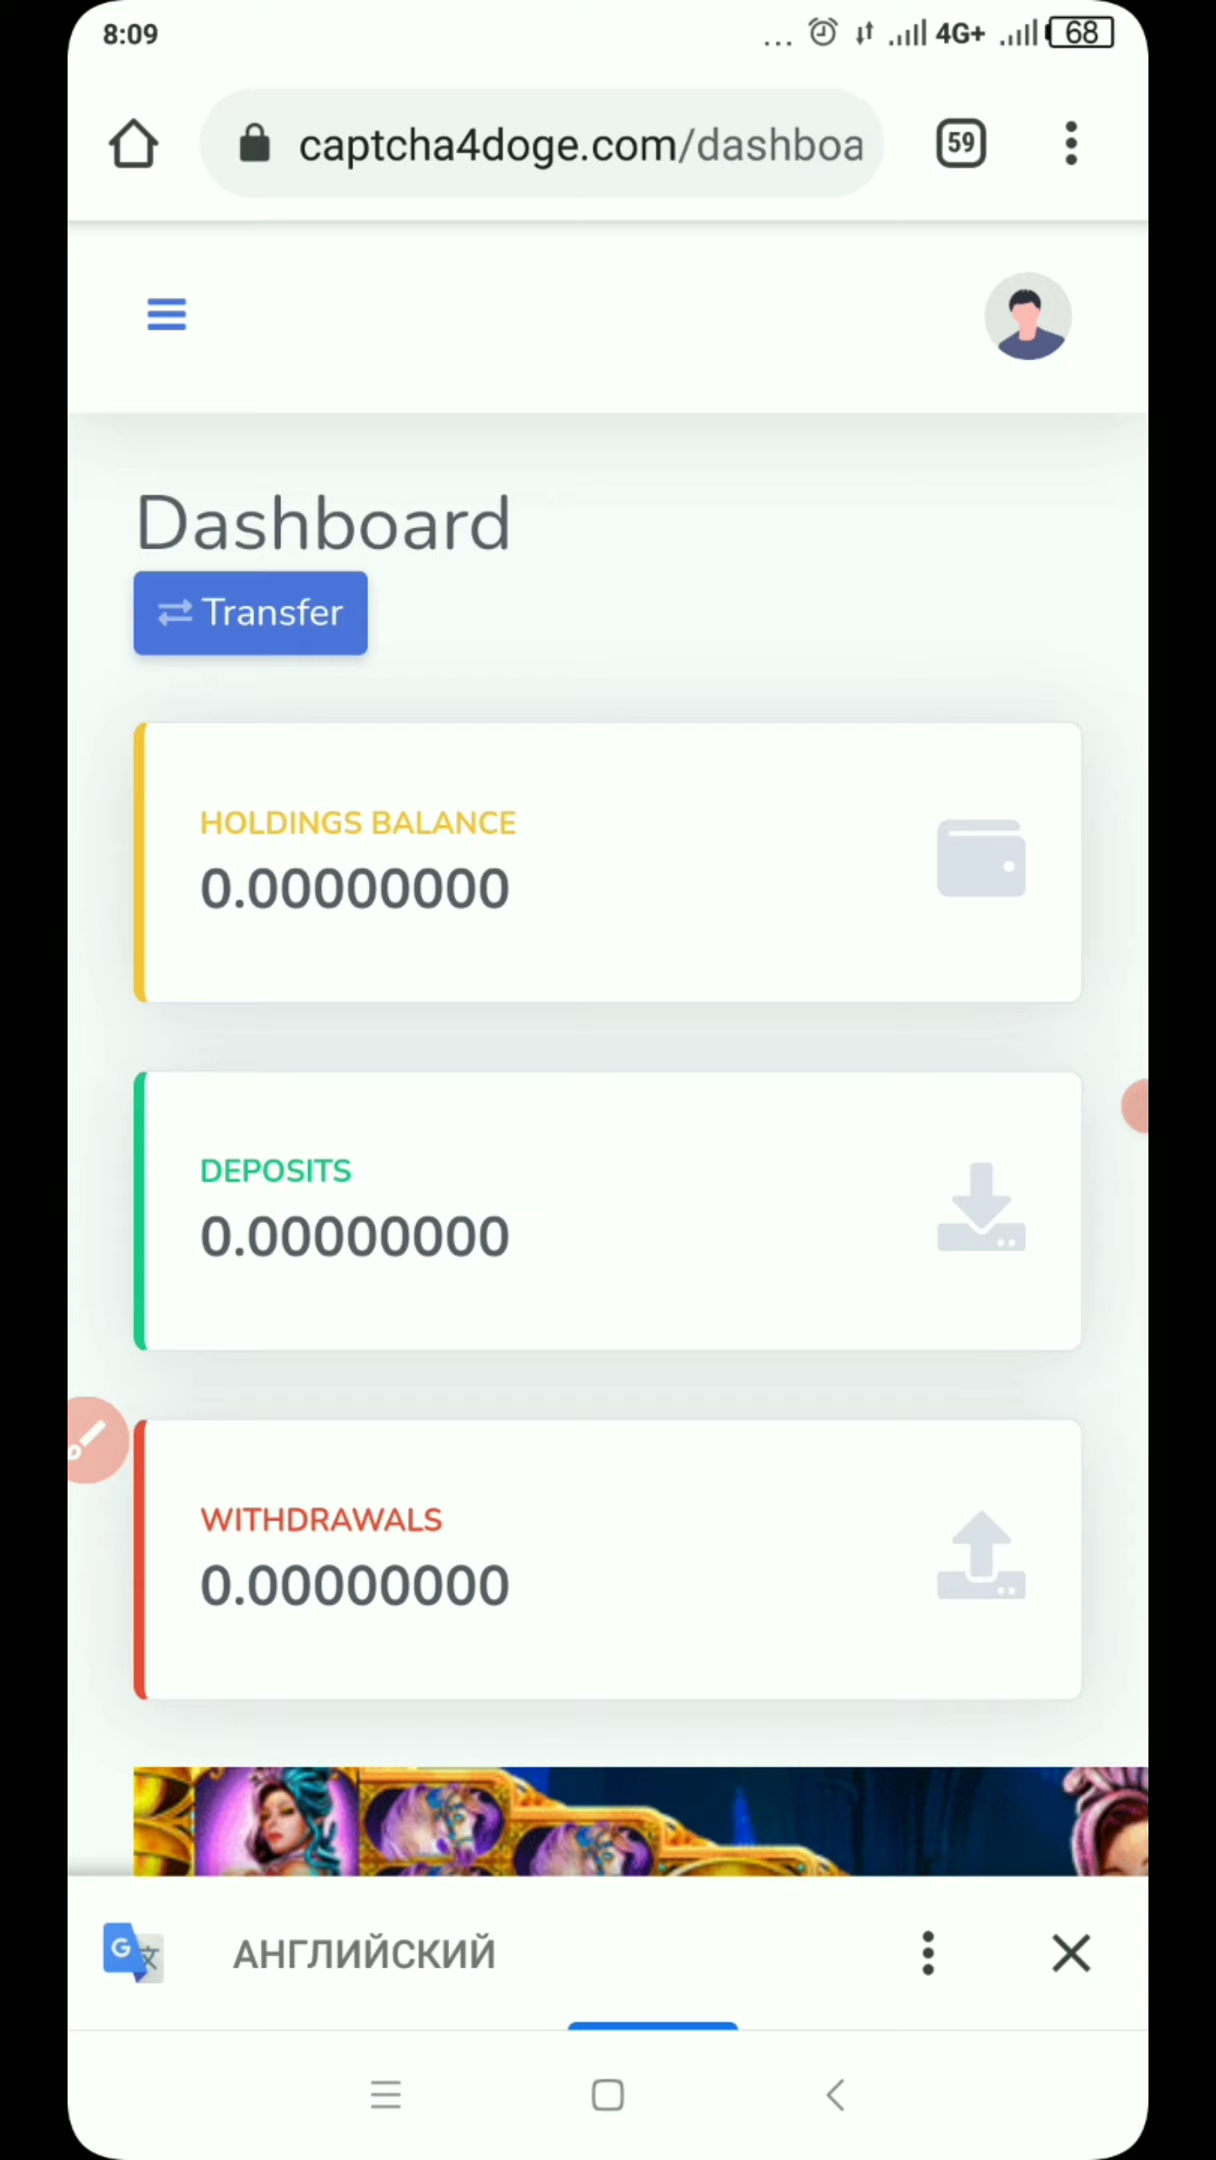 8:09
... 4G+ 68
captcha4doge.com/dashboa
59
Dashboard
Transfer
HOLDINGS BALANCE
0.00000000
DEPOSITS
0.00000000
WITHDRAWALS
0.00000000
G 文
АНГЛИЙСКИЙ